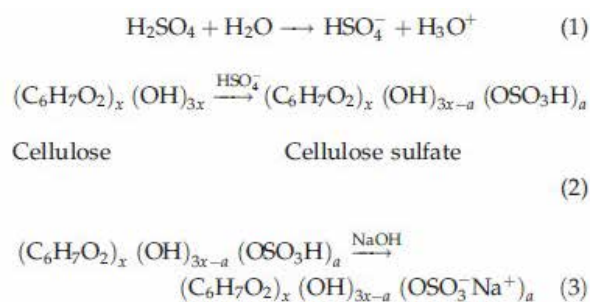 H₂SO₄ + H₂O ⟶ HSO₄⁻ + H₃O⁺ (1)
(C₆H₇O₂)ₓ (OH)₃ₓ —HSO₄⁻→ (C₆H₇O₂)ₓ (OH)₃ₓ₋ₐ (OSO₃H)ₐ
Cellulose Cellulose sulfate
(2)
(C₆H₇O₂)ₓ (OH)₃ₓ₋ₐ (OSO₃H)ₐ —NaOH→
(C₆H₇O₂)ₓ (OH)₃ₓ₋ₐ (OSO₃⁻Na⁺)ₐ (3)